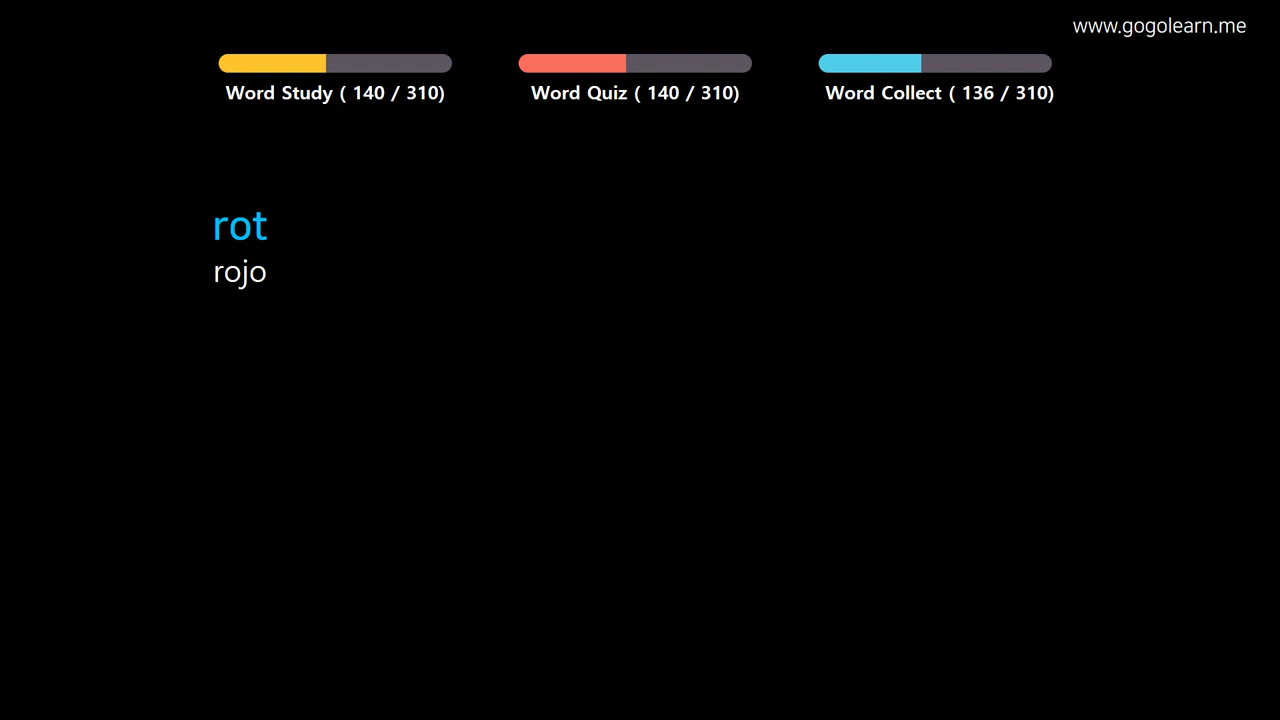 www.gogolearn.me
Word Study ( 140 / 310)
Word Quiz ( 140 / 310)
Word Collect ( 136 / 310)
rot
rojo